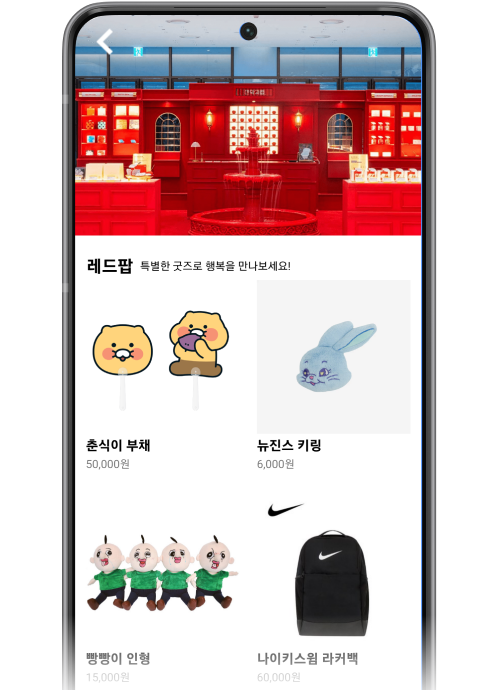 레드팝 특별한 굿즈로 행복을 만나보세요!
춘식이 부채
50,000원
뉴진스 키링
6,000원
빵빵이 인형
15,000원
나이키스윔 라커백
60,000원